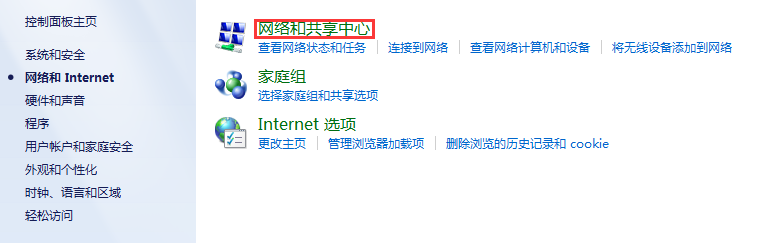 控制面板主页
系统和安全
网络和 Internet
硬件和声音
程序
用户帐户和家庭安全
外观和个性化
时钟、语言和区域
轻松访问
网络和共享中心
查看网络状态和任务 连接到网络 查看网络计算机和设备 将无线设备添加到网络
家庭组
选择家庭组和共享选项
Internet 选项
更改主页 管理浏览器加载项 删除浏览的历史记录和 cookie